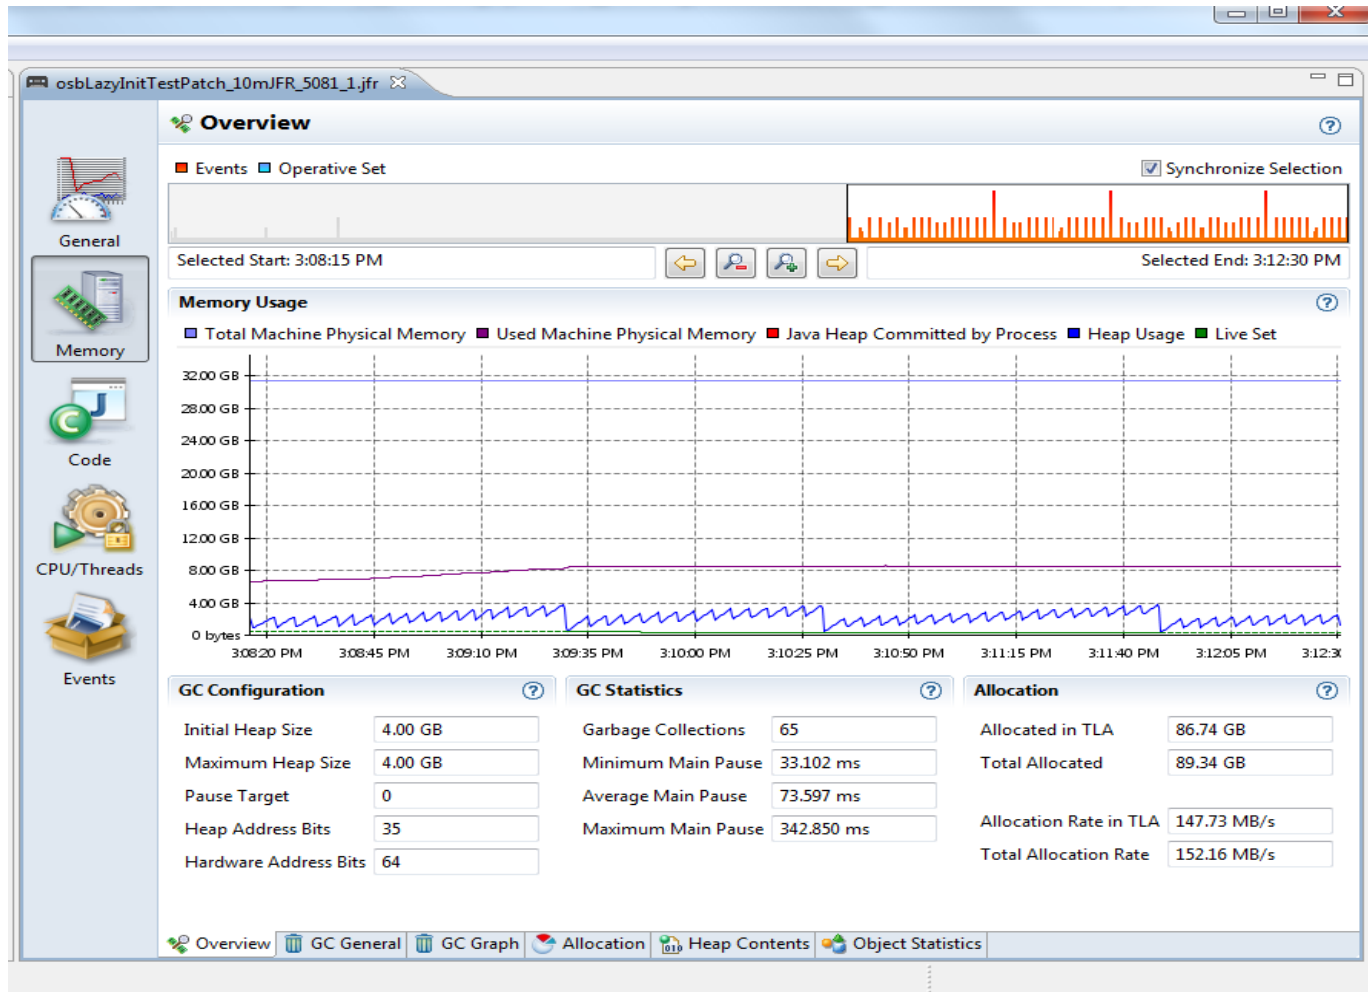 osbLazyInitTestPatch_10mJFR_5081_1.jfr
Overview
Events Operative Set
Synchronize Selection
General
Selected Start: 3:08:15 PM
Selected End: 3:12:30 PM
Memory Usage
Total Machine Physical Memory Used Machine Physical Memory Java Heap Committed by Process Heap Usage Live Set
Memory
32.00 GB
28.00 GB
24.00 GB
20.00 GB
16.00 GB
12.00 GB
8.00 GB
4.00 GB
0 bytes
3:08:20 PM 3:08:45 PM 3:09:10 PM 3:09:35 PM 3:10:00 PM 3:10:25 PM 3:10:50 PM 3:11:15 PM 3:11:40 PM 3:12:05 PM 3:12:3
Code
CPU/Threads
Events
GC Configuration
Initial Heap Size 4.00 GB
Maximum Heap Size 4.00 GB
Pause Target 0
Heap Address Bits 35
Hardware Address Bits 64
GC Statistics
Garbage Collections 65
Minimum Main Pause 33.102 ms
Average Main Pause 73.597 ms
Maximum Main Pause 342.850 ms
Allocation
Allocated in TLA 86.74 GB
Total Allocated 89.34 GB
Allocation Rate in TLA 147.73 MB/s
Total Allocation Rate 152.16 MB/s
Overview GC General GC Graph Allocation Heap Contents Object Statistics